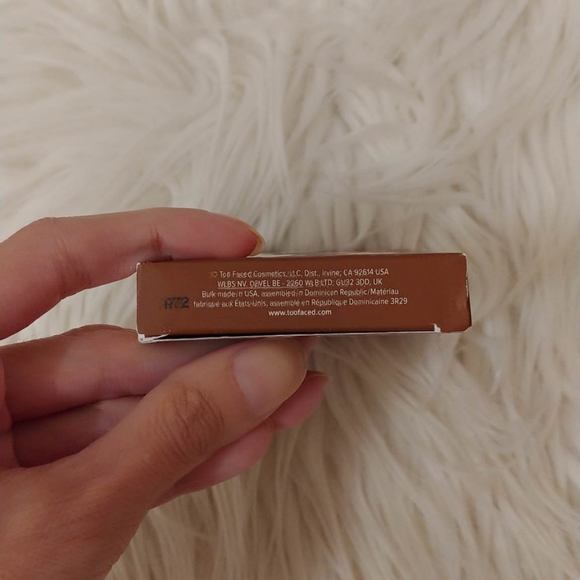 © Too Faced Cosmetics, LLC. Dist., Irvine, CA 92614 USA
WLBS NV. OEVEL BE - 2260 WLB LTD, GU32 3DD, UK
Bulk made in USA, assembled in Dominican Republic/Matériau
fabriqué aux États-Unis, assemblé en République Dominicaine 3R29
www.toofaced.com
R72